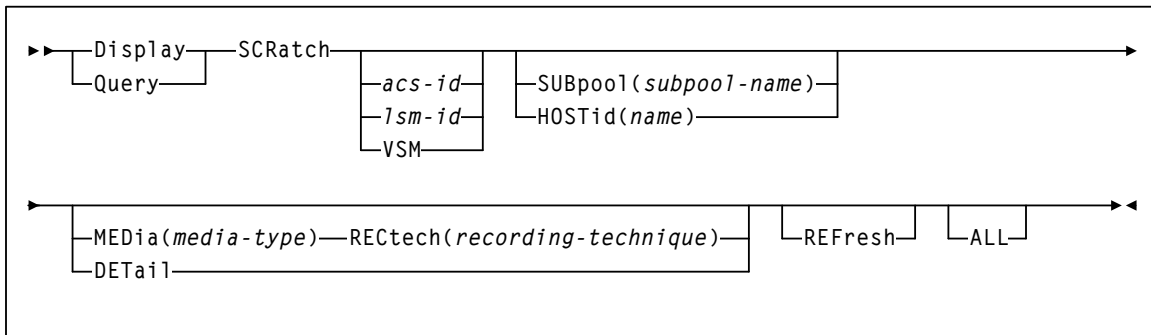 Display SCRatch
Query acs-id SUBpool(subpool-name)
lsm-id HOSTid(name)
VSM
MEDia(media-type) RECtech(recording-technique) REFresh ALL
DETail